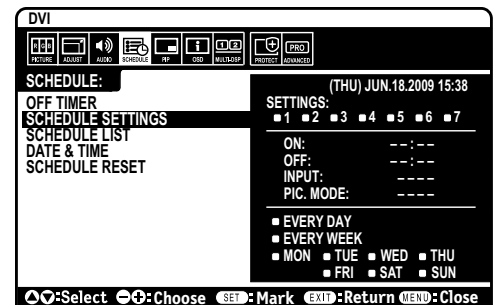 DVI
RGB PICTURE ADJUST AUDIO SCHEDULE PIP OSD MULTI-DSP PROTECT PRO ADVANCED
SCHEDULE:
OFF TIMER
SCHEDULE SETTINGS
SCHEDULE LIST
DATE & TIME
SCHEDULE RESET
(THU) JUN.18.2009 15:38
SETTINGS:
1 2 3 4 5 6 7
ON: --:--
OFF: --:--
INPUT: ----
PIC. MODE: ----
EVERY DAY
EVERY WEEK
MON TUE WED THU
FRI SAT SUN
:Select :Choose SET:Mark EXIT:Return MENU:Close